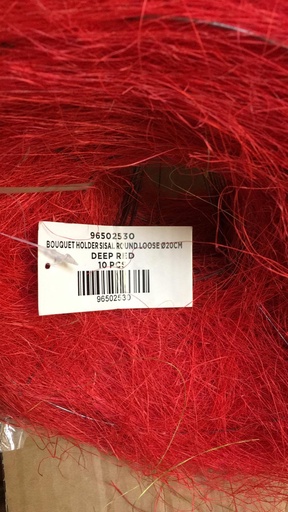 96502530
BOUQUET HOLDER SISAL ROUND LOOSE Ø20CM
DEEP RED
10 PCS
96502530